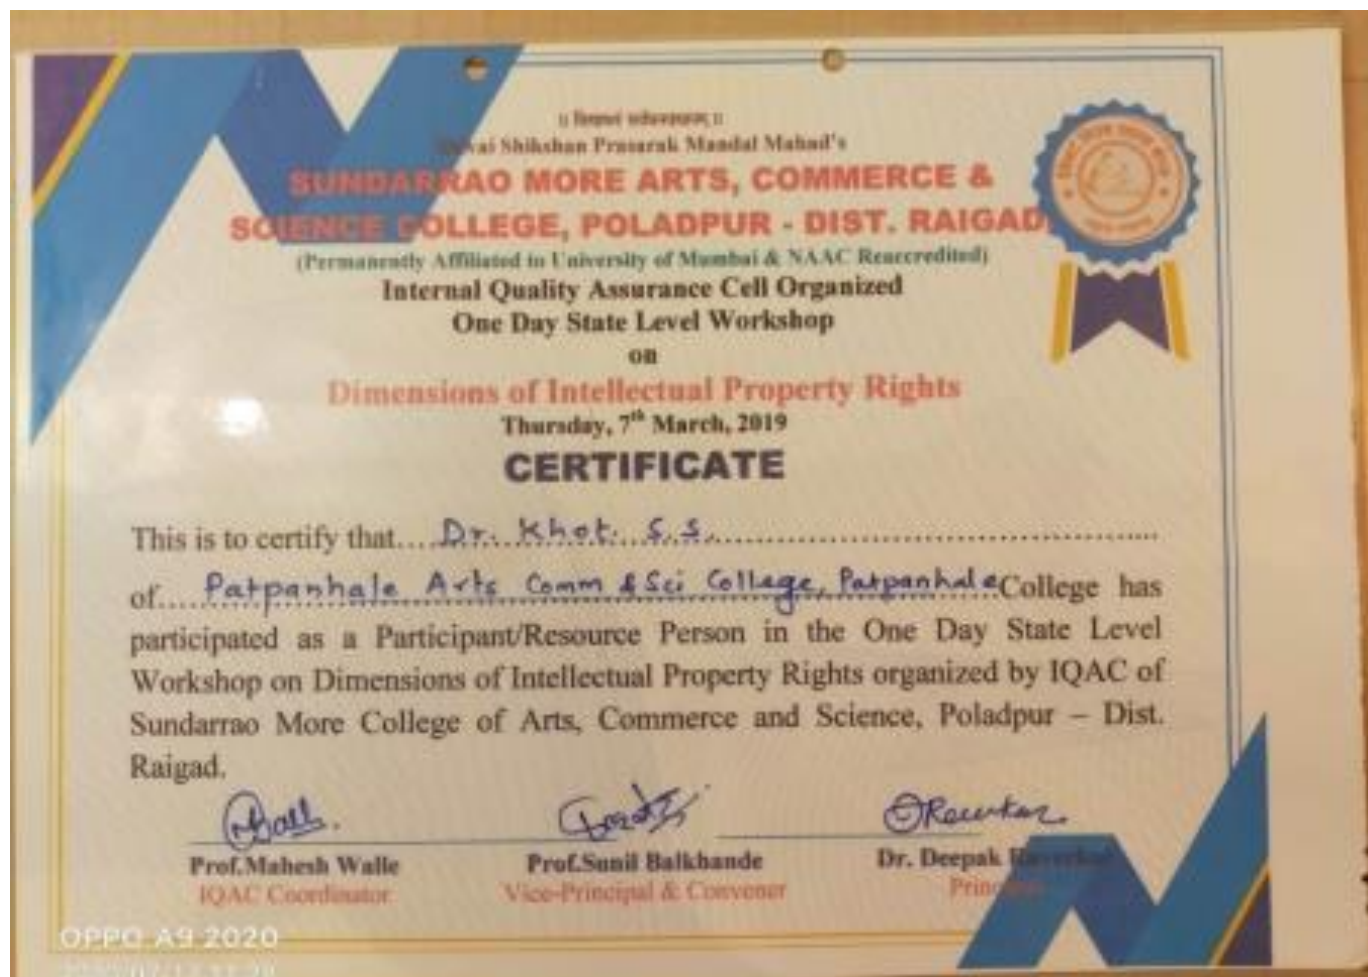 Shikshan Prasarak Mandal Mahad's
SUNDARRAO MORE ARTS, COMMERCE &
SCIENCE COLLEGE, POLADPUR - DIST. RAIGAD
(Permanently Affiliated to University of Mumbai & NAAC Reaccredited)
Internal Quality Assurance Cell Organized
One Day State Level Workshop
on
Dimensions of Intellectual Property Rights
Thursday, 7th March, 2019
CERTIFICATE
This is to certify that....Dr. Khot. S.S.
of.....Patpanhale Arts Comm & Sci College, Patpanhale College has
participated as a Participant/Resource Person in the One Day State Level
Workshop on Dimensions of Intellectual Property Rights organized by IQAC of
Sundarrao More College of Arts, Commerce and Science, Poladpur – Dist.
Raigad.
Prof.Mahesh Walle
Prof.Sunil Balkhande
Dr. Deepak
IQAC Coordinator
Vice-Principal & Convener
Principal
OPPO A9 2020